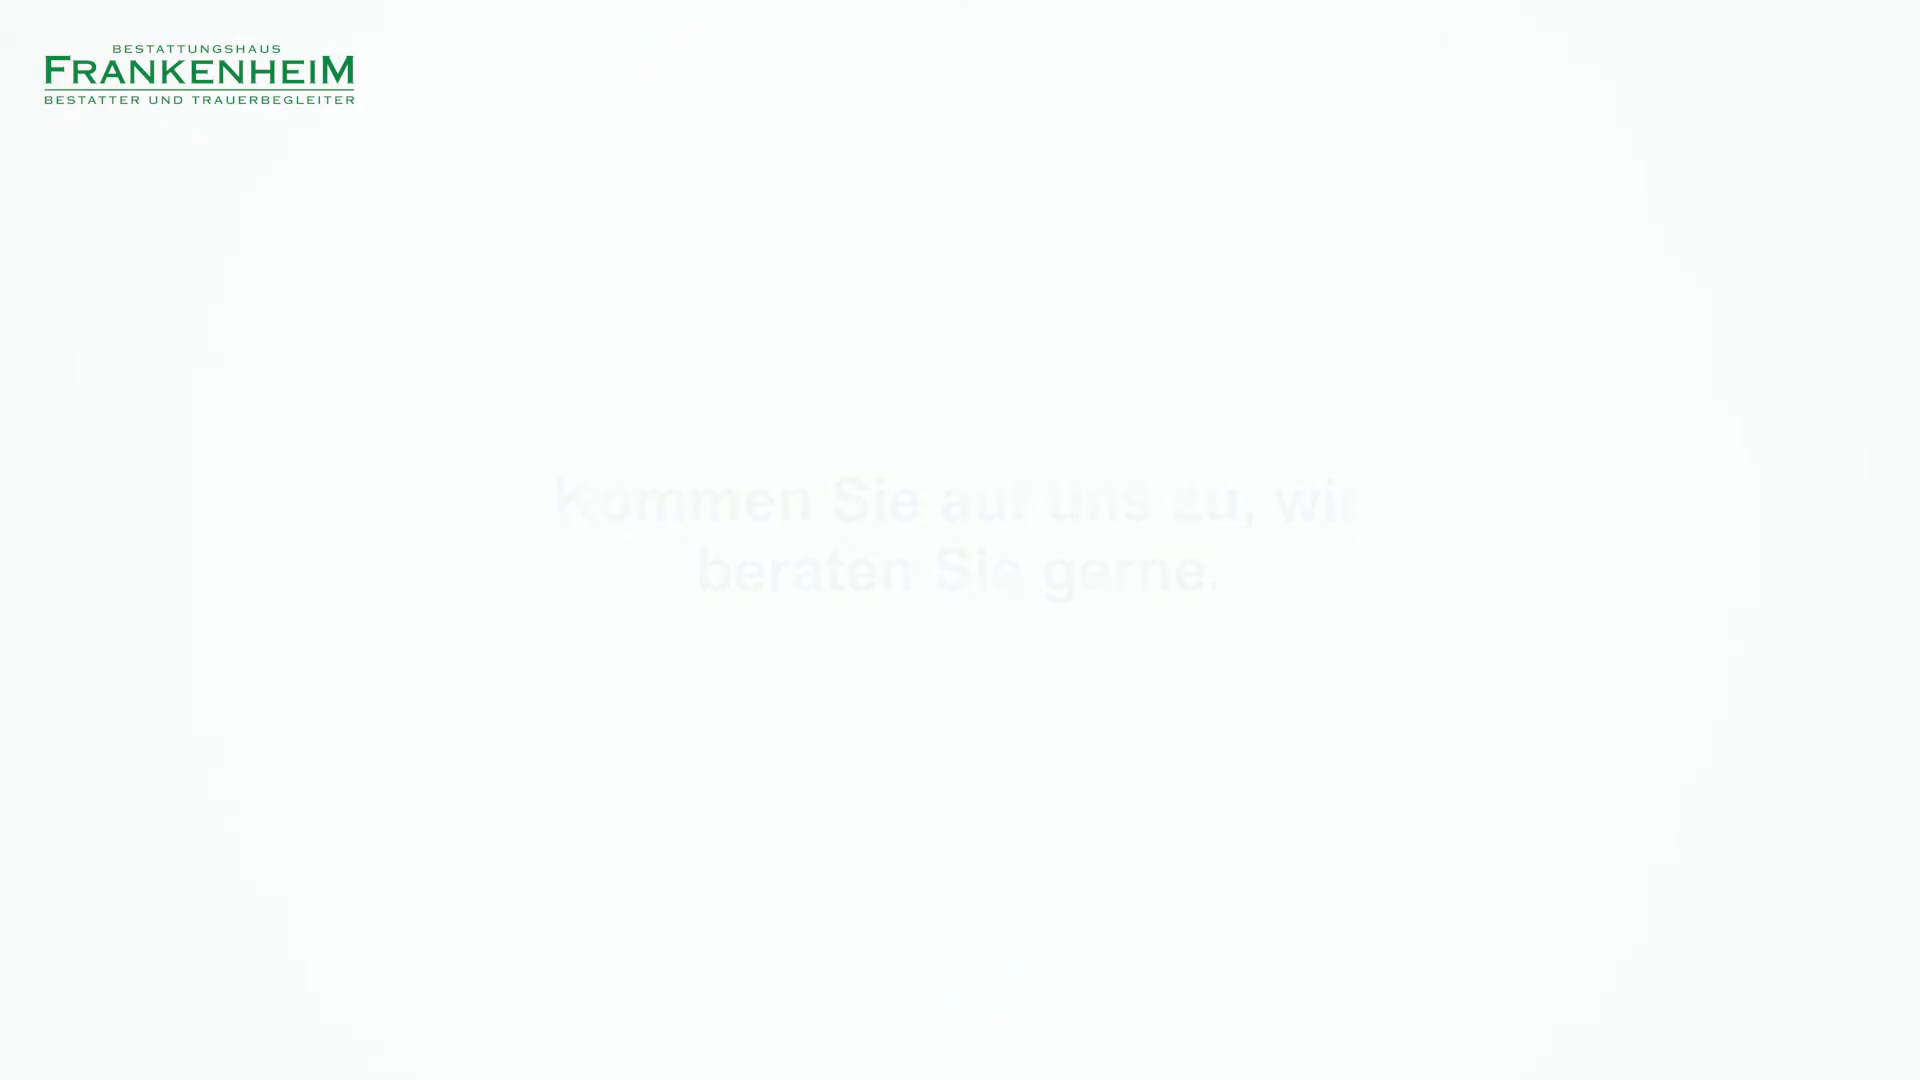 BESTATTUNGSHAUS
FRANKENHEIM
BESTATTER UND TRAUERBEGLEITER
Kommen Sie auf uns zu, wir
beraten Sie gerne.